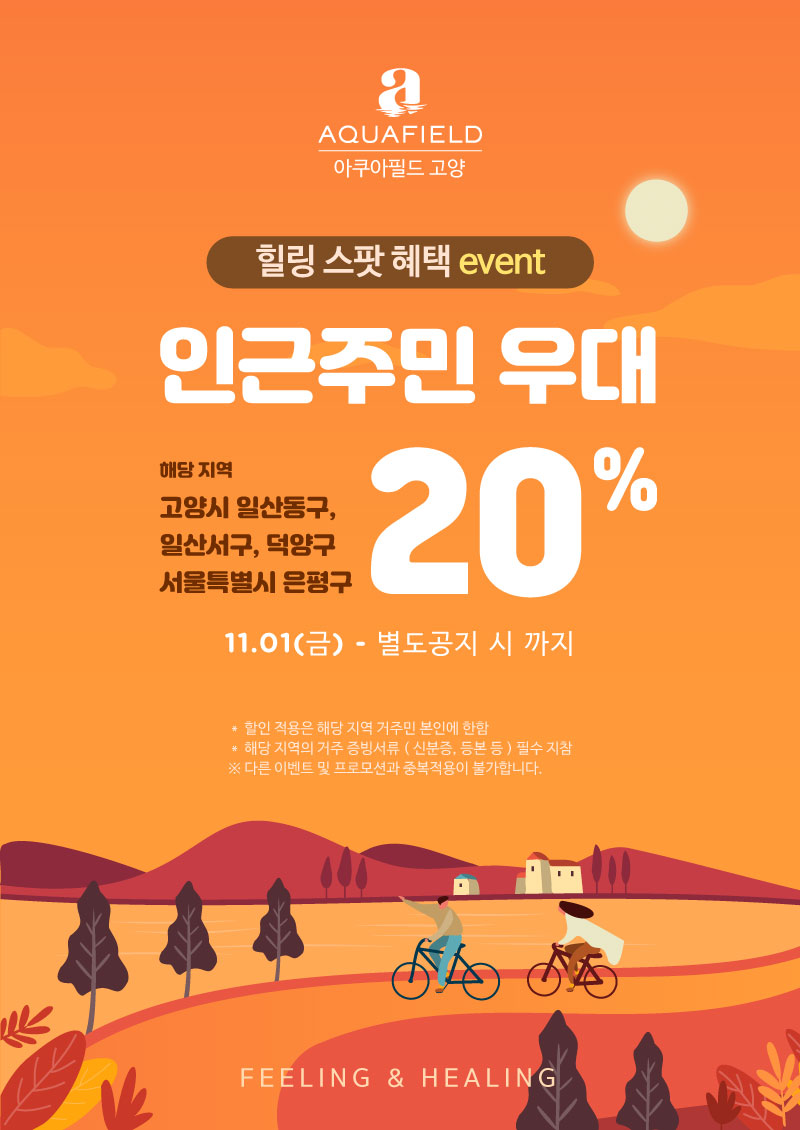 a
AQUAFIELD
아쿠아필드 고양
힐링 스팟 혜택 event
인근주민 우대
해당 지역
고양시 일산동구,
일산서구, 덕양구
서울특별시 은평구
20%
11.01(금) - 별도공지 시 까지
* 할인 적용은 해당 지역 거주민 본인에 한함
* 해당 지역의 거주 증빙서류 ( 신분증, 등본 등 ) 필수 지참
※ 다른 이벤트 및 프로모션과 중복적용이 불가합니다.
FEELING & HEALING